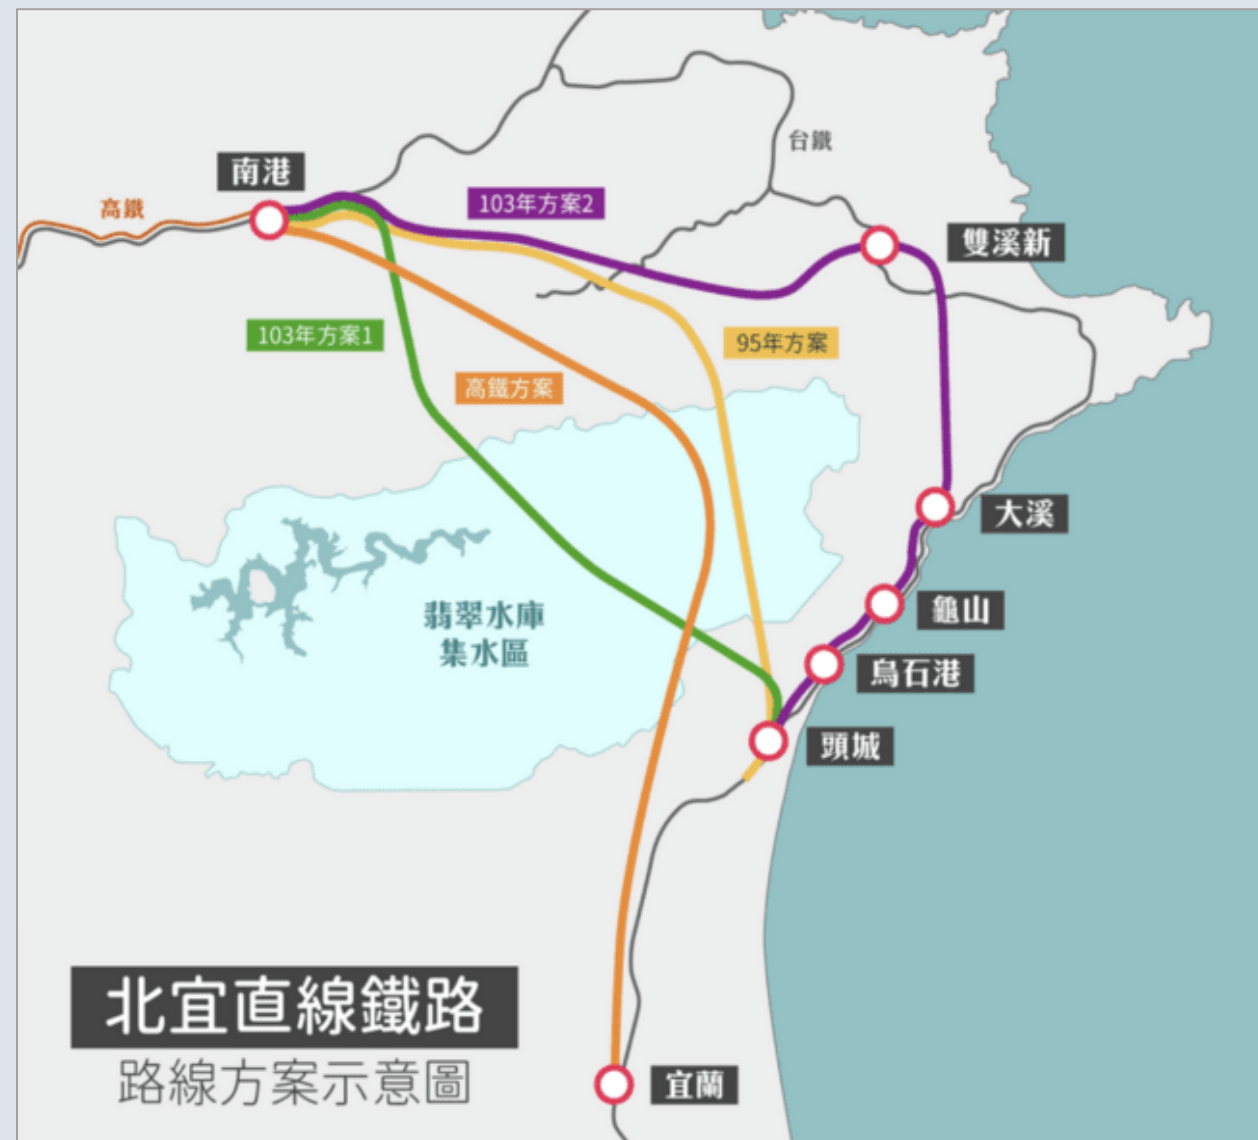 台鐵
南港
103年方案2
高鐵
雙溪新
103年方案1
95年方案
高鐵方案
大溪
翡翠水庫
集水區
龜山
烏石港
頭城
北宜直線鐵路
路線方案示意圖
宜蘭